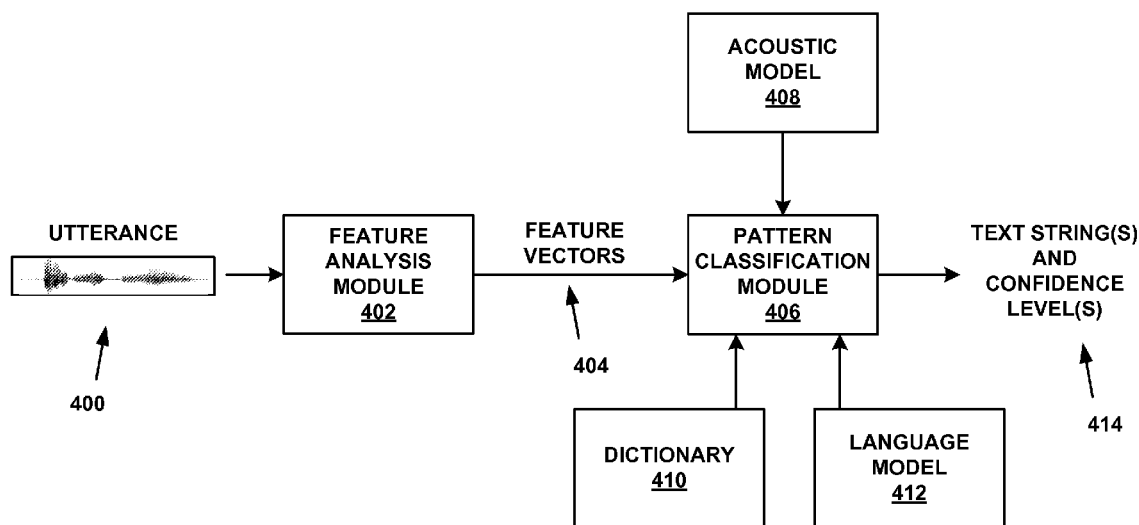 ACOUSTIC
MODEL
408
UTTERANCE
400
FEATURE
ANALYSIS
MODULE
402
FEATURE
VECTORS
404
PATTERN
CLASSIFICATION
MODULE
406
TEXT STRING(S)
AND
CONFIDENCE
LEVEL(S)
414
DICTIONARY
410
LANGUAGE
MODEL
412